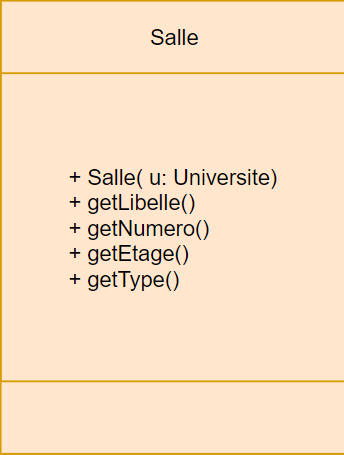 Salle
+ Salle( u: Universite)
+ getLibelle()
+ getNumero()
+ getEtage()
+ getType()